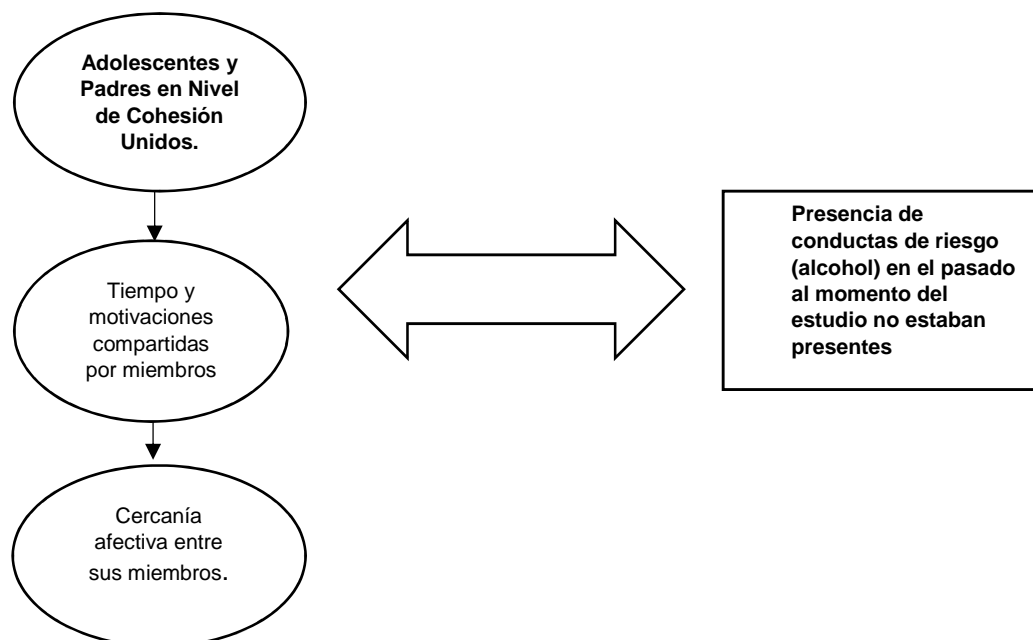 Adolescentes y
Padres en Nivel
de Cohesión
Unidos.
Tiempo y
motivaciones
compartidas
por miembros
Cercanía
afectiva entre
sus miembros.
Presencia de
conductas de riesgo
(alcohol) en el pasado
al momento del
estudio no estaban
presentes